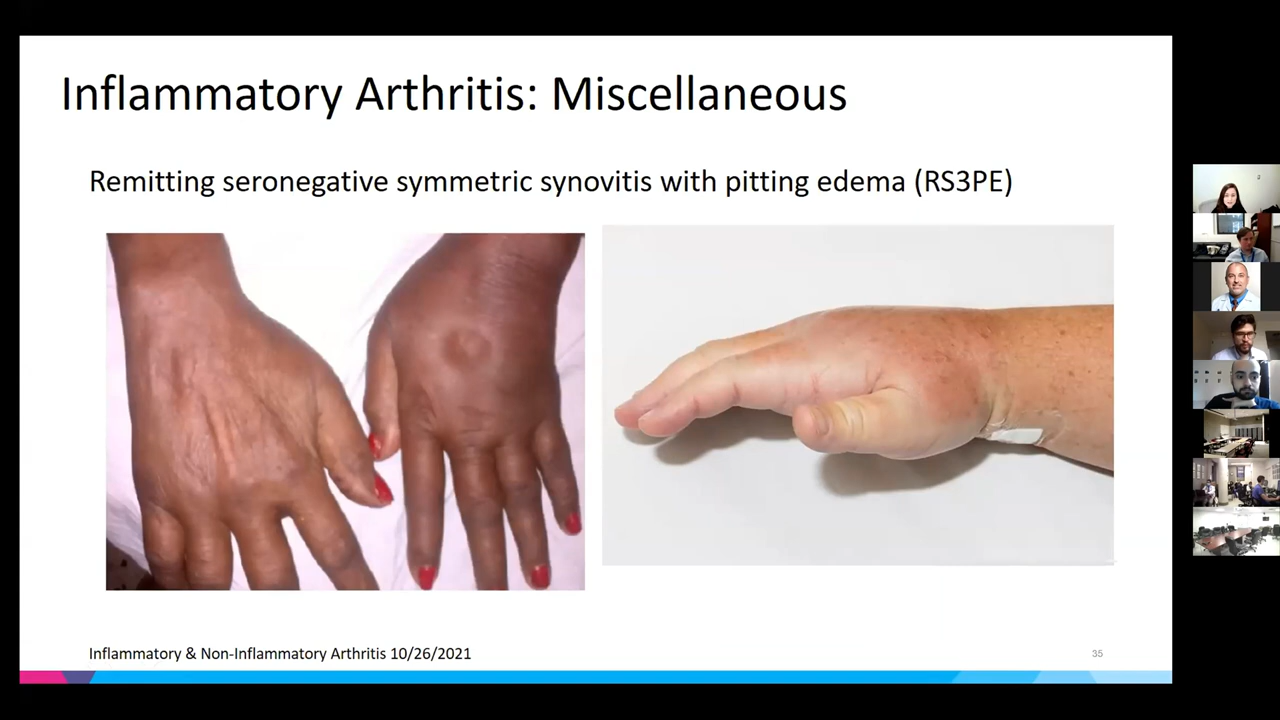 Inflammatory Arthritis: Miscellaneous
Remitting seronegative symmetric synovitis with pitting edema (RS3PE)
Inflammatory & Non-Inflammatory Arthritis 10/26/2021
35